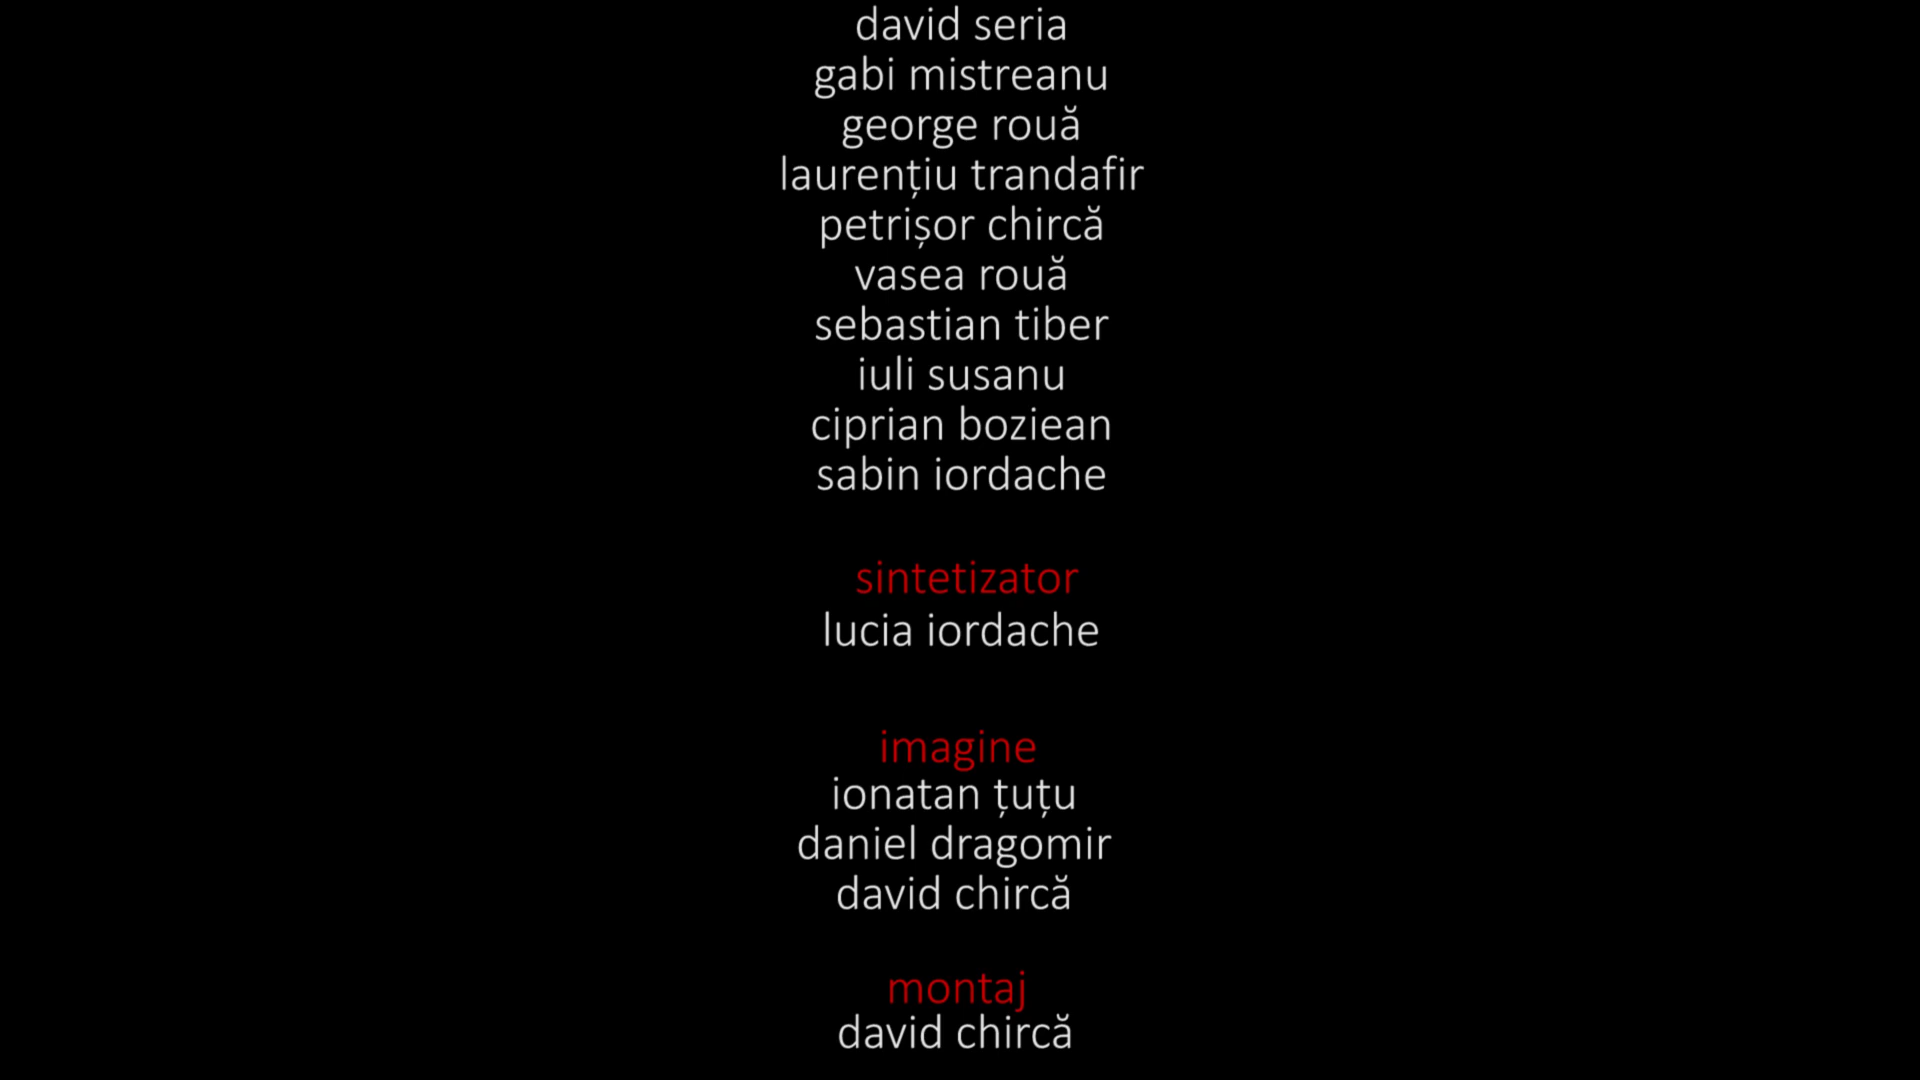 david seria
gabi mistreanu
george rouă
laurențiu trandafir
petrișor chircă
vasea rouă
sebastian tiber
iuli susanu
ciprian boziean
sabin iordache
sintetizator
lucia iordache
imagine
ionatan țuțu
daniel dragomir
david chircă
montaj
david chircă